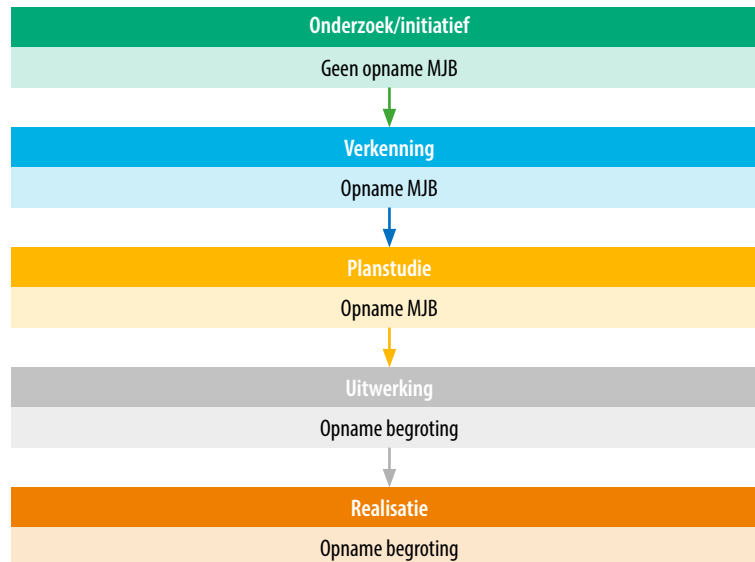 Onderzoek/initiatief
Geen opname MJB
Verkenning
Opname MJB
Planstudie
Opname MJB
Uitwerking
Opname begroting
Realisatie
Opname begroting